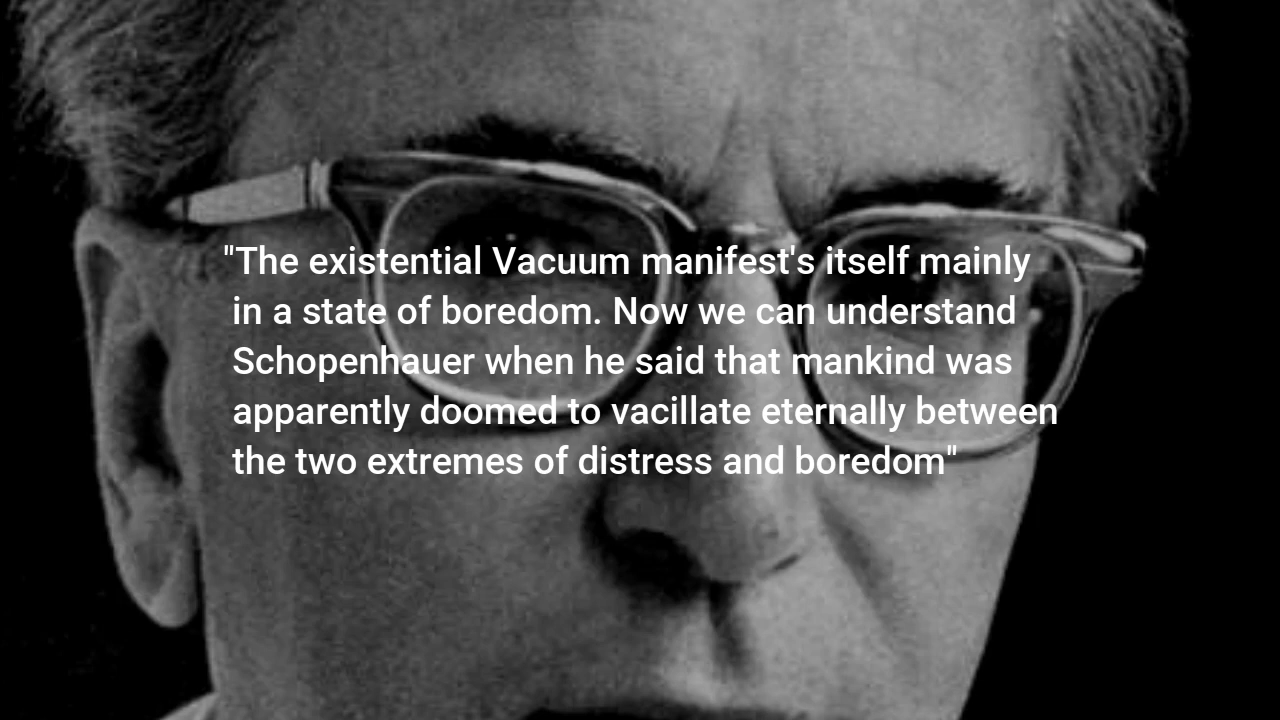 "The existential Vacuum manifest's itself mainly
in a state of boredom. Now we can understand
Schopenhauer when he said that mankind was
apparently doomed to vacillate eternally between
the two extremes of distress and boredom"